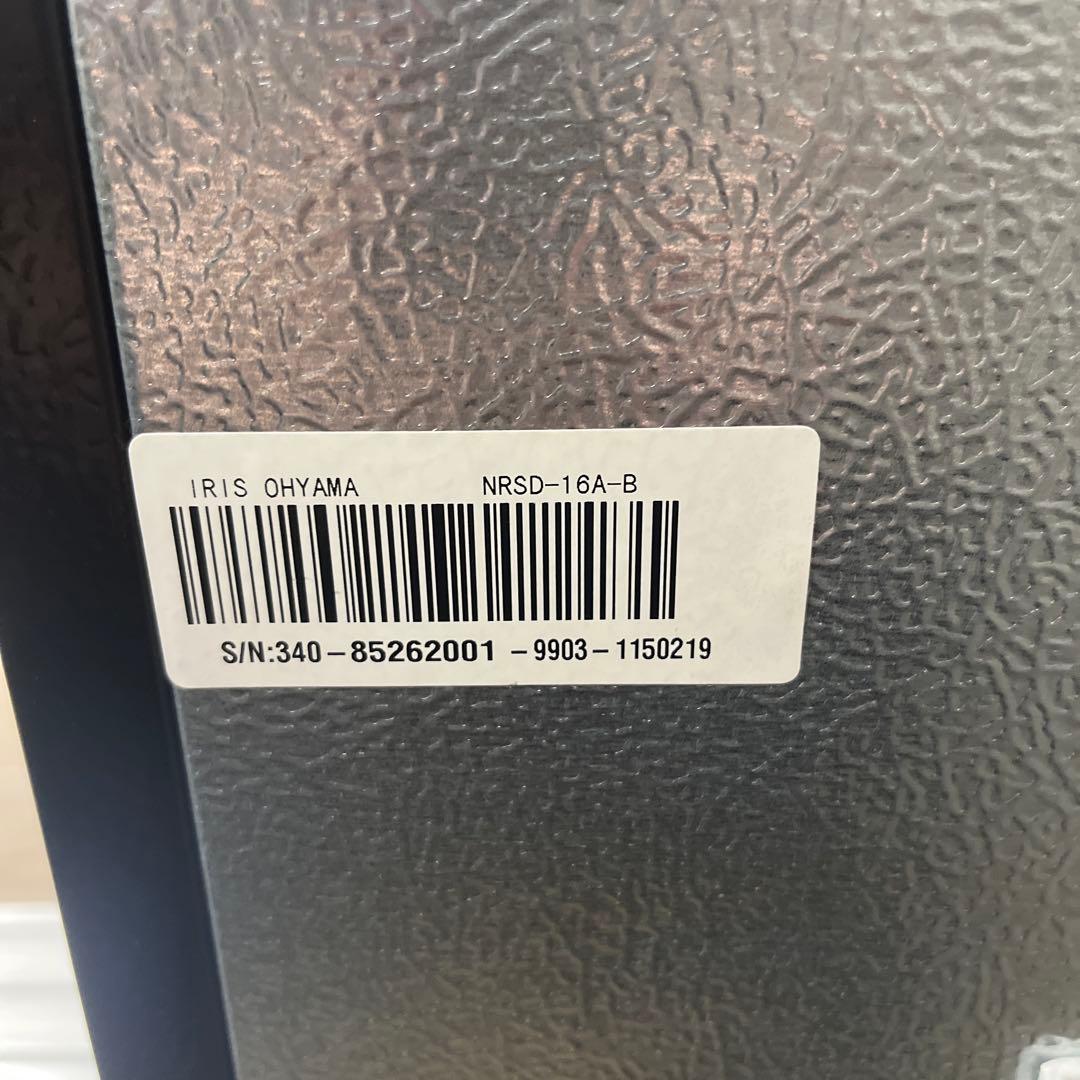 IRIS OHYAMA NRSD-16A-B
S/N:340-85262001-9903-1150219